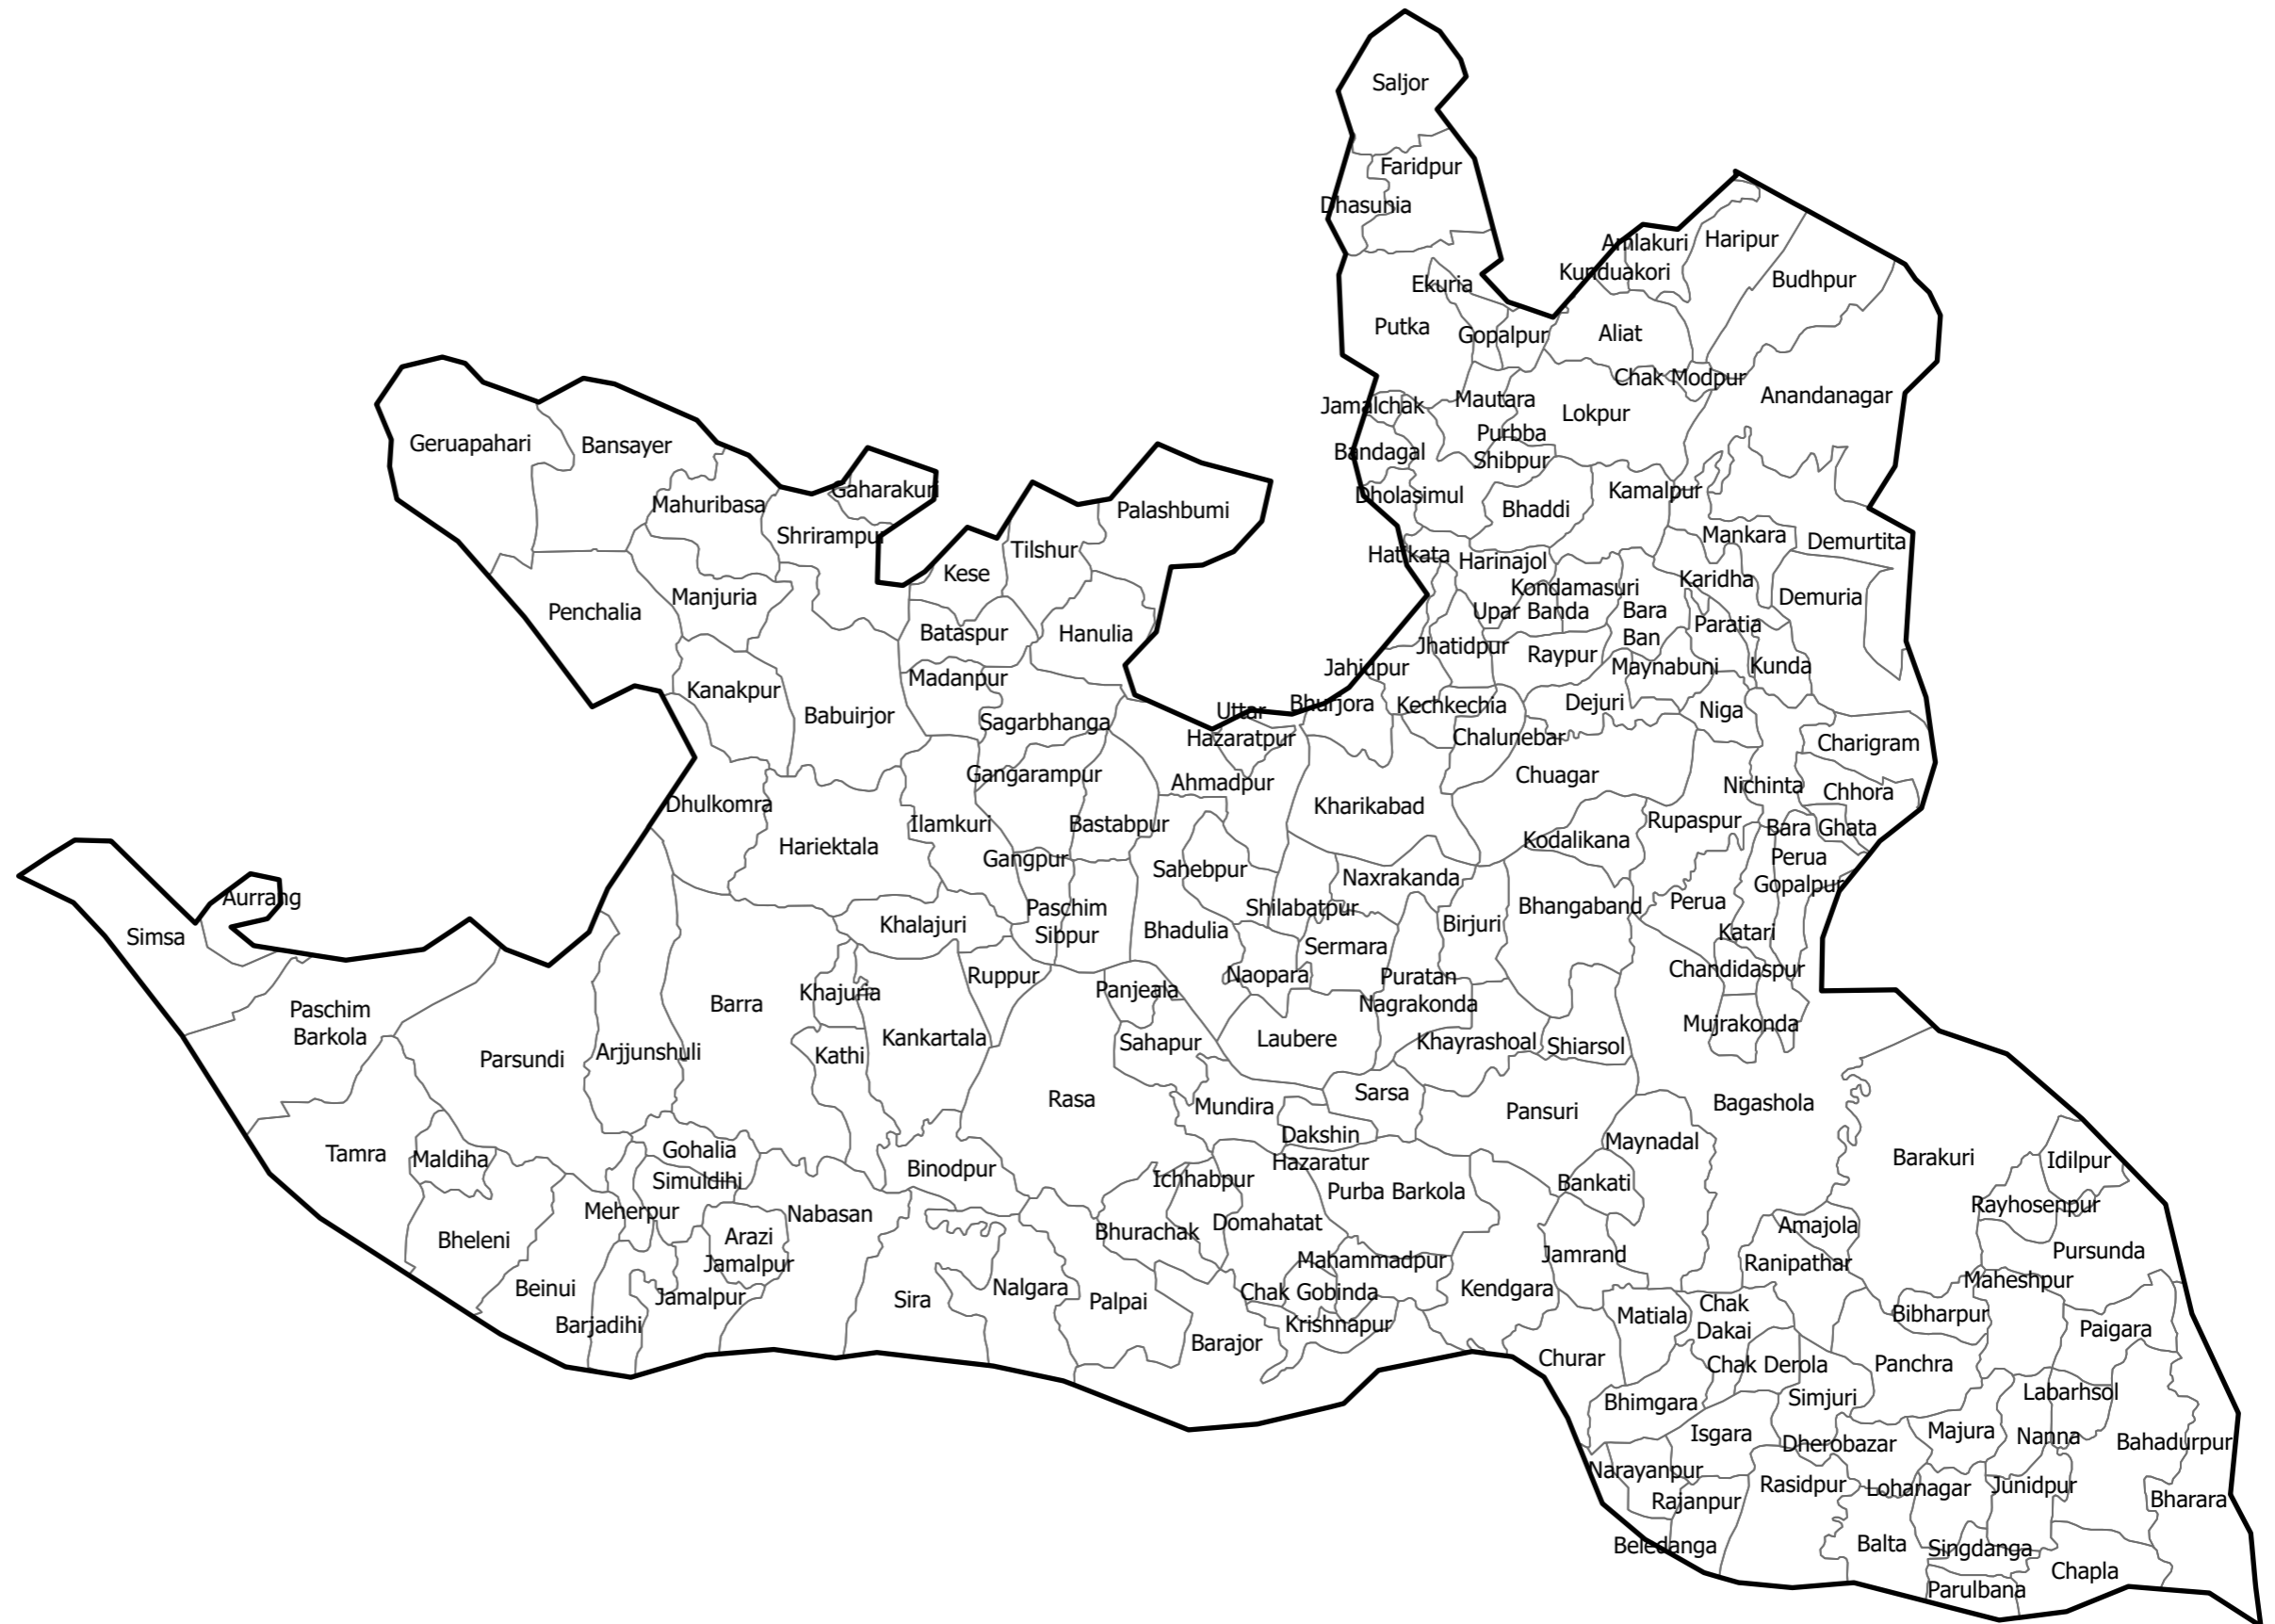 Saljor
Faridpur
Dhasunia
Amlakuri
Haripur
Kunduakori
Budhpur
Ekuria
Putka
Gopalpur
Aliat
Chak Modpur
Anandanagar
Jamalchak
Mautara
Lokpur
Purbba
Shibpur
Bandagal
Geruapahari
Bansayer
Gaharakuri
Mahuribasa
Palashbumi
Dholasimul
Bhaddi
Kamalpur
Shrirampur
Tilshur
Mankara
Demurtita
Hatikata
Harinajol
Kese
Karidha
Kondamasuri
Demuria
Manjuria
Penchalia
Upar Banda
Bara
Ban
Paratia
Bataspur
Hanulia
Jhatidpur
Raypur
Maynabuni
Kunda
Jahidpur
Madanpur
Kanakpur
Bhurjora
Kechkechia
Dejuri
Niga
Babuirjor
Sagarbhanga
Uttar
Hazaratpur
Chalunebar
Charigram
Gangarampur
Ahmadpur
Chuagar
Nichinta
Chhora
Dhulkomra
Kharikabad
Ilamkuri
Bastabpur
Rupaspur
Bara Ghata
Hariektala
Kodalikana
Gangpur
Sahebpur
Perua
Gopalpur
Naxrakanda
Aurrang
Shilabatpur
Bhangaband
Perua
Paschim
Sibpur
Khalajuri
Bhadulia
Birjuri
Katari
Simsa
Sermara
Chandidaspur
Ruppur
Naopara
Puratan
Nagrakonda
Panjeala
Khajuria
Barra
Paschim
Barkola
Mujrakonda
Kankartala
Laubere
Sahapur
Khayrashoal
Shiarsol
Arjjunshuli
Kathi
Parsundi
Sarsa
Rasa
Mundira
Pansuri
Bagashola
Dakshin
Hazaratur
Maynadal
Gohalia
Tamra
Maldiha
Barakuri
Idilpur
Binodpur
Simuldihi
Ichhabpur
Bankati
Purba Barkola
Rayhosenpur
Meherpur
Nabasan
Bhurachak
Domahatat
Amajola
Bheleni
Arazi
Jamalpur
Jamrand
Pursunda
Mahammadpur
Ranipathar
Maheshpur
Beinui
Nalgara
Chak Gobinda
Kendgara
Jamalpur
Sira
Palpai
Chak
Dakai
Matiala
Bibharpur
Barjadihi
Krishnapur
Paigara
Barajor
Churar
Chak Derola
Panchra
Labarhsol
Bhimgara
Simjuri
Isgara
Majura
Nanna
Dherobazar
Bahadurpur
Narayanpur
Rasidpur
Lohanagar
Junidpur
Rajanpur
Bharara
Beledanga
Balta
Singdanga
Chapla
Parulbana